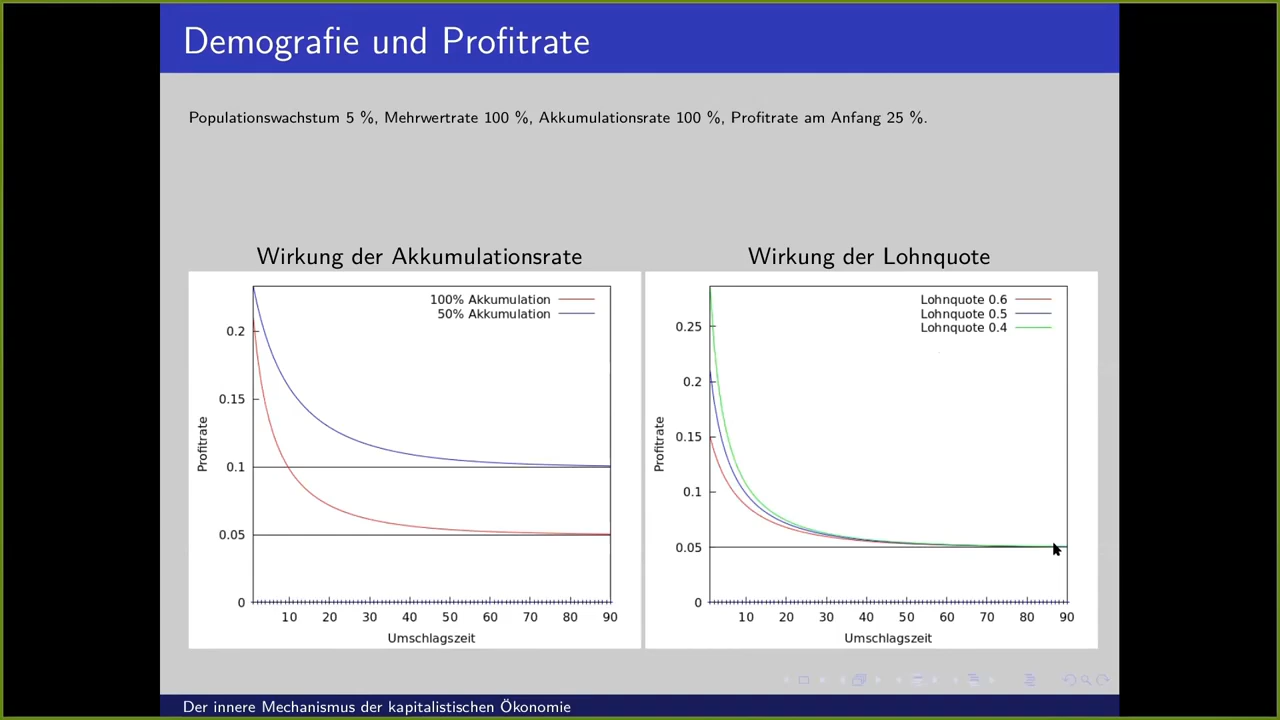 Demografie und Profitrate
Populationswachstum 5 %, Mehrwertrate 100 %, Akkumulationsrate 100 %, Profitrate am Anfang 25 %.
Wirkung der Akkumulationsrate
100% Akkumulation
50% Akkumulation
0.2
0.15
0.1
0.05
0
Profitrate
10 20 30 40 50 60 70 80 90
Umschlagszeit
Wirkung der Lohnquote
Lohnquote 0.6
Lohnquote 0.5
Lohnquote 0.4
0.25
0.2
0.15
0.1
0.05
0
Profitrate
10 20 30 40 50 60 70 80 90
Umschlagszeit
Der innere Mechanismus der kapitalistischen Ökonomie